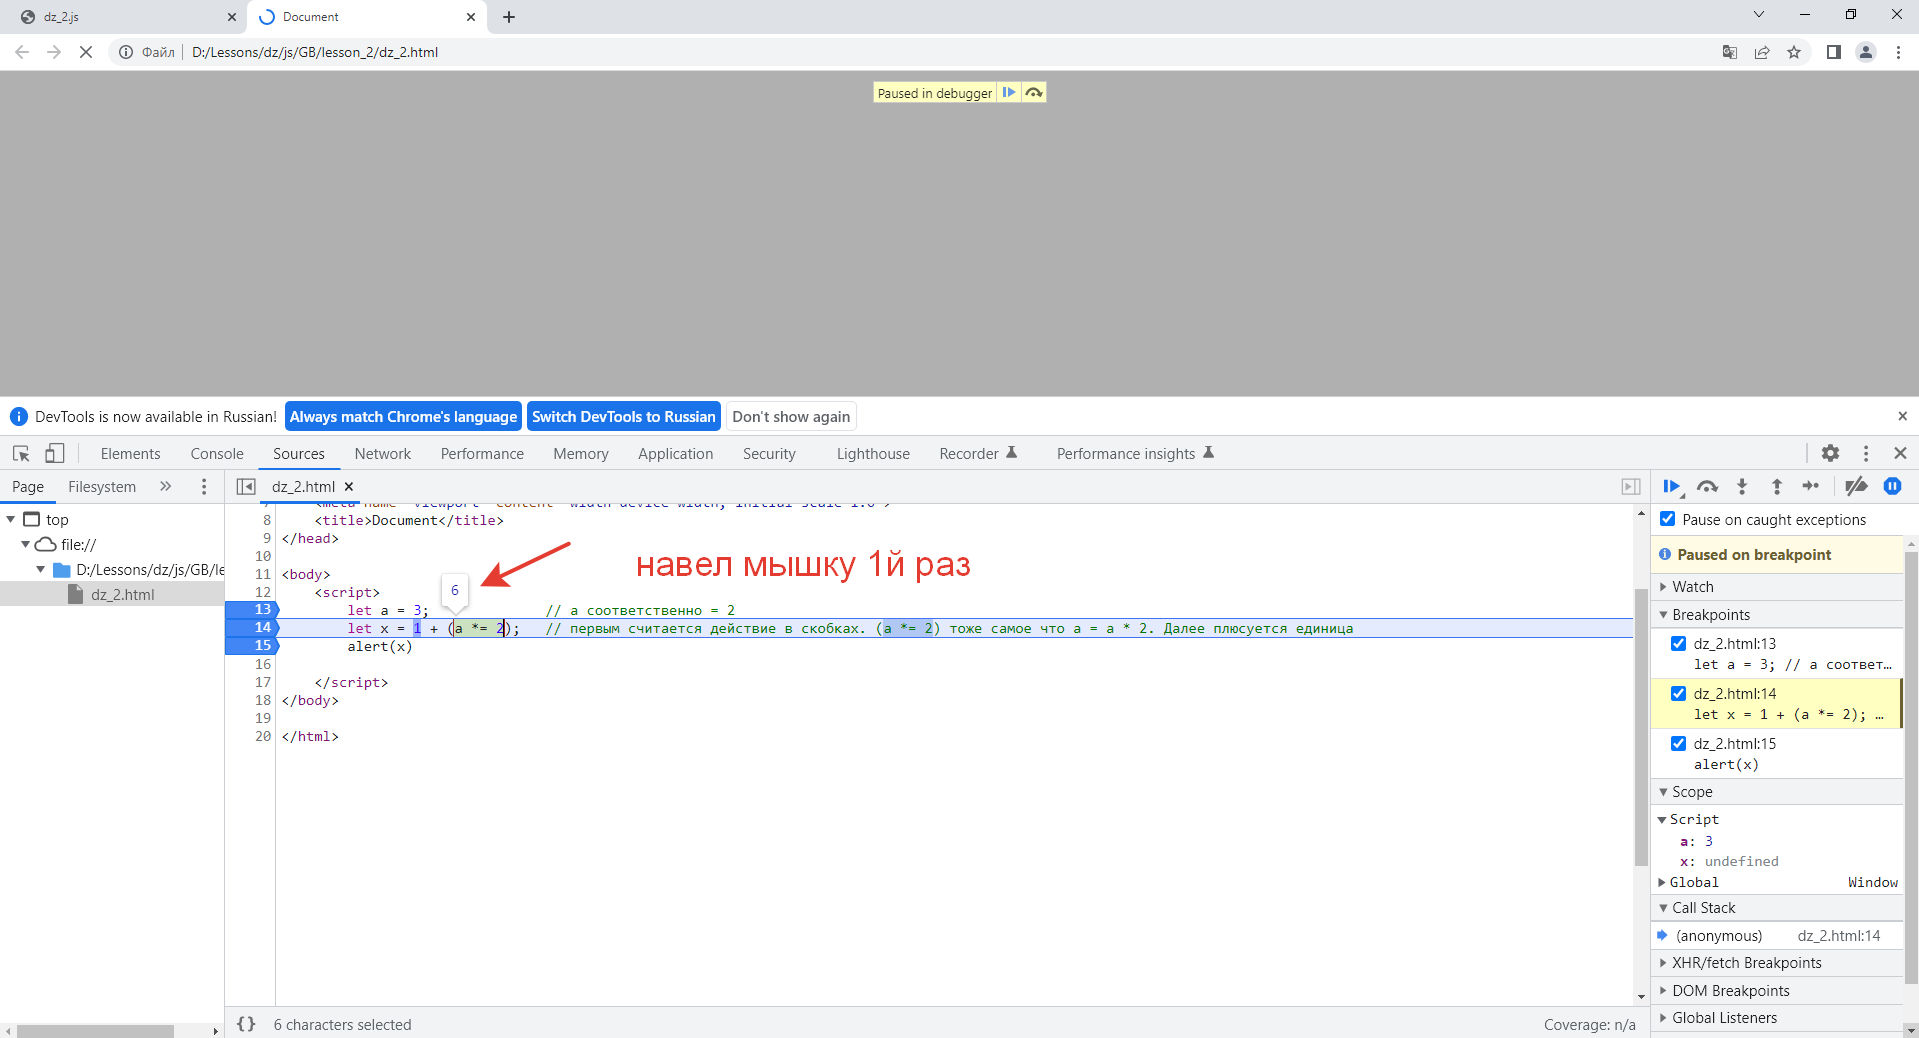 dz_2.js
Document
Файл
D:/Lessons/dz/js/GB/lesson_2/dz_2.html
Paused in debugger
DevTools is now available in Russian!
Always match Chrome's language
Switch DevTools to Russian
Don't show again
Elements
Console
Sources
Network
Performance
Memory
Application
Security
Lighthouse
Recorder
Performance insights
Page
Filesystem
dz_2.html
top
file://
D:/Lessons/dz/js/GB/le
dz_2.html
8 <title>Document</title>
9 </head>
10
11 <body>
12 <script>
13 let a = 3; // а соответственно = 2
14 let x = 1 + (a *= 2); // первым считается действие в скобках. (a *= 2) тоже самое что a = a * 2. Далее плюсуется единица
15 alert(x)
16
17 </script>
18 </body>
19
20 </html>
6
навел мышку 1й раз
{ } 6 characters selected
Coverage: n/a
Pause on caught exceptions
Paused on breakpoint
Watch
Breakpoints
dz_2.html:13
let a = 3; // а соответ…
dz_2.html:14
let x = 1 + (a *= 2); …
dz_2.html:15
alert(x)
Scope
Script
a: 3
x: undefined
Global Window
Call Stack
(anonymous) dz_2.html:14
XHR/fetch Breakpoints
DOM Breakpoints
Global Listeners